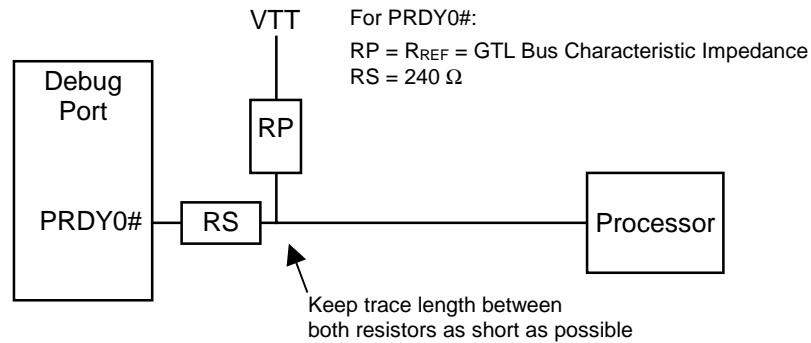 VTT
For PRDY0#:
RP = RREF = GTL Bus Characteristic Impedance
RS = 240 Ω
Debug
Port
RP
PRDY0#
RS
Processor
Keep trace length between
both resistors as short as possible